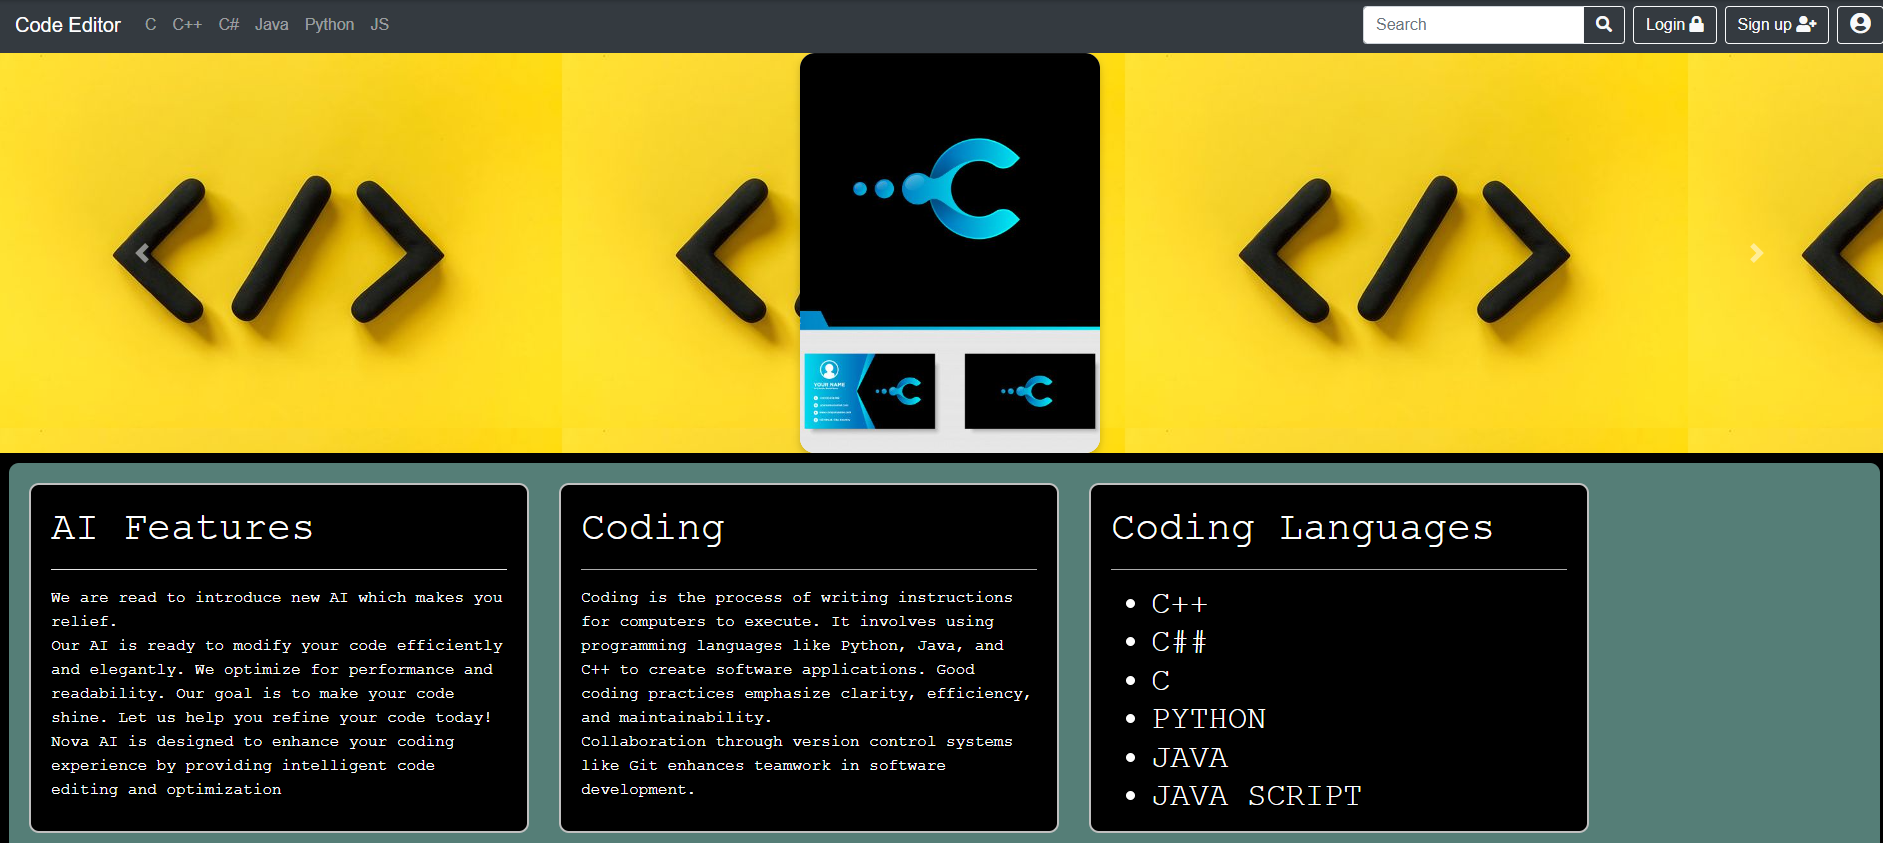 Code Editor C C++ C# Java Python JS Search Login Sign up
YOUR NAME
AI Features
We are read to introduce new AI which makes you
relief.
Our AI is ready to modify your code efficiently
and elegantly. We optimize for performance and
readability. Our goal is to make your code
shine. Let us help you refine your code today!
Nova AI is designed to enhance your coding
experience by providing intelligent code
editing and optimization
Coding
Coding is the process of writing instructions
for computers to execute. It involves using
programming languages like Python, Java, and
C++ to create software applications. Good
coding practices emphasize clarity, efficiency,
and maintainability.
Collaboration through version control systems
like Git enhances teamwork in software
development.
Coding Languages
C++
C##
C
PYTHON
JAVA
JAVA SCRIPT